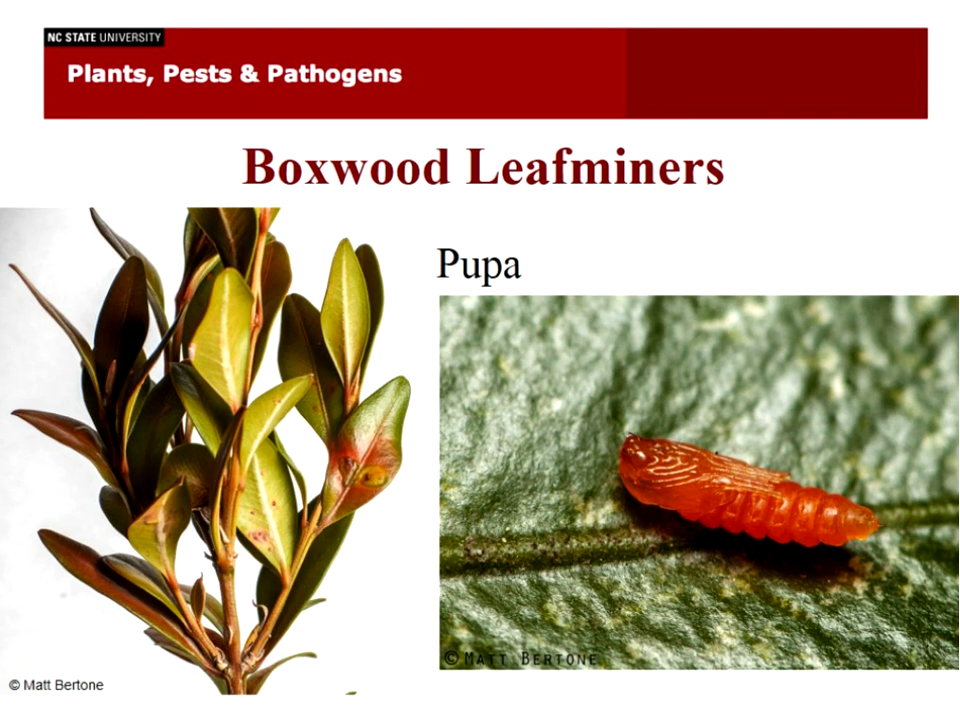 NC STATE UNIVERSITY
Plants, Pests & Pathogens
Boxwood Leafminers
Pupa
© MATT BERTONE
© Matt Bertone